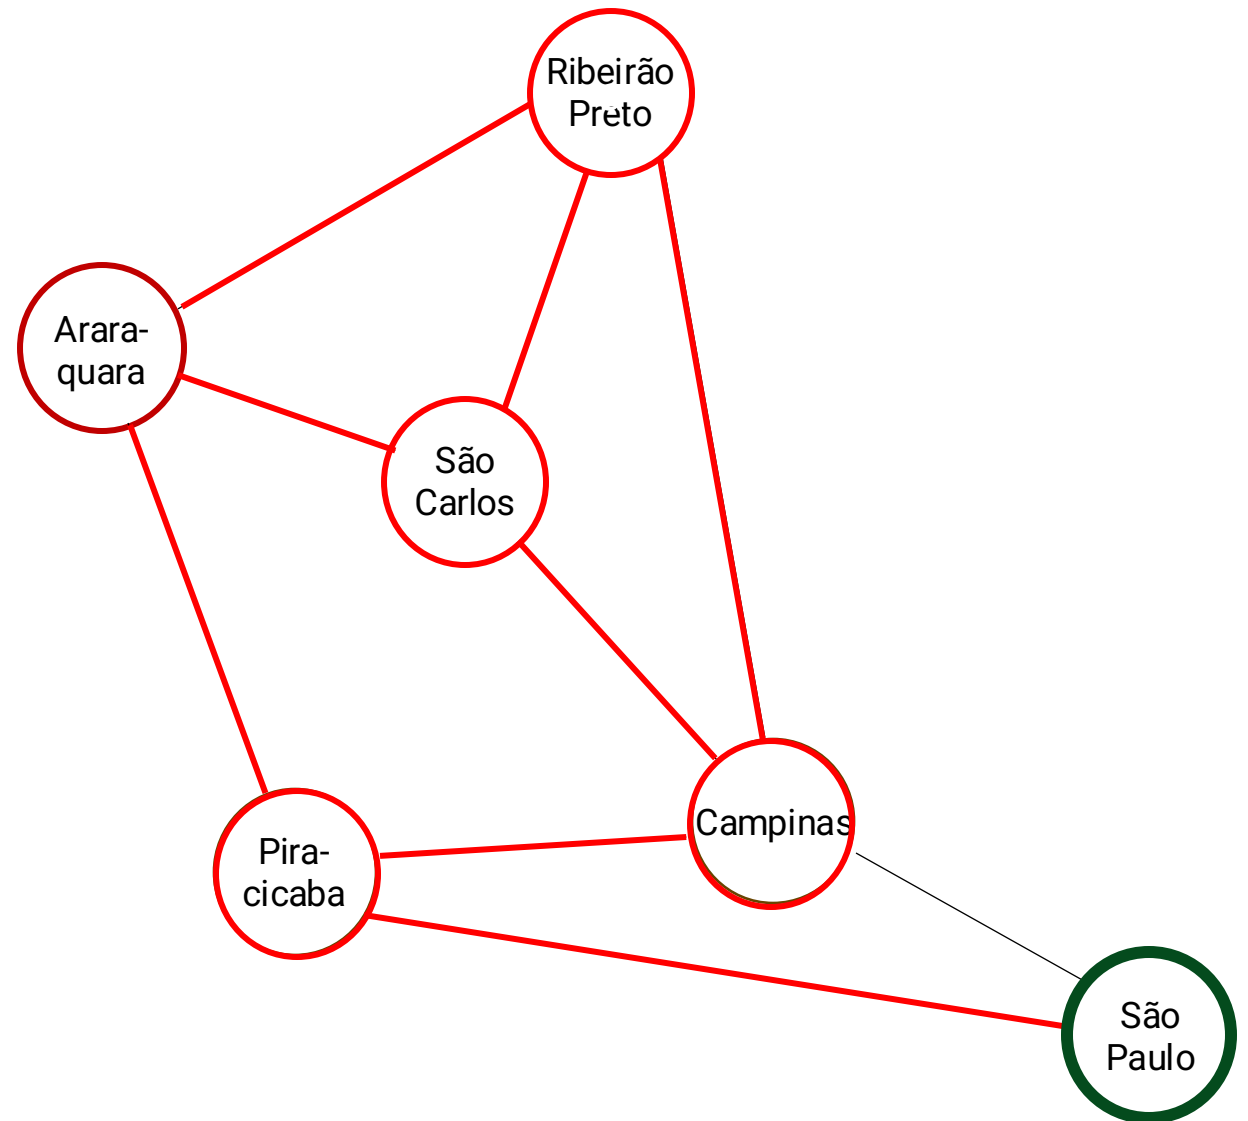 Ribeirão
Preto
Arara-
quara
São
Carlos
Campinas
Pira-
cicaba
São
Paulo